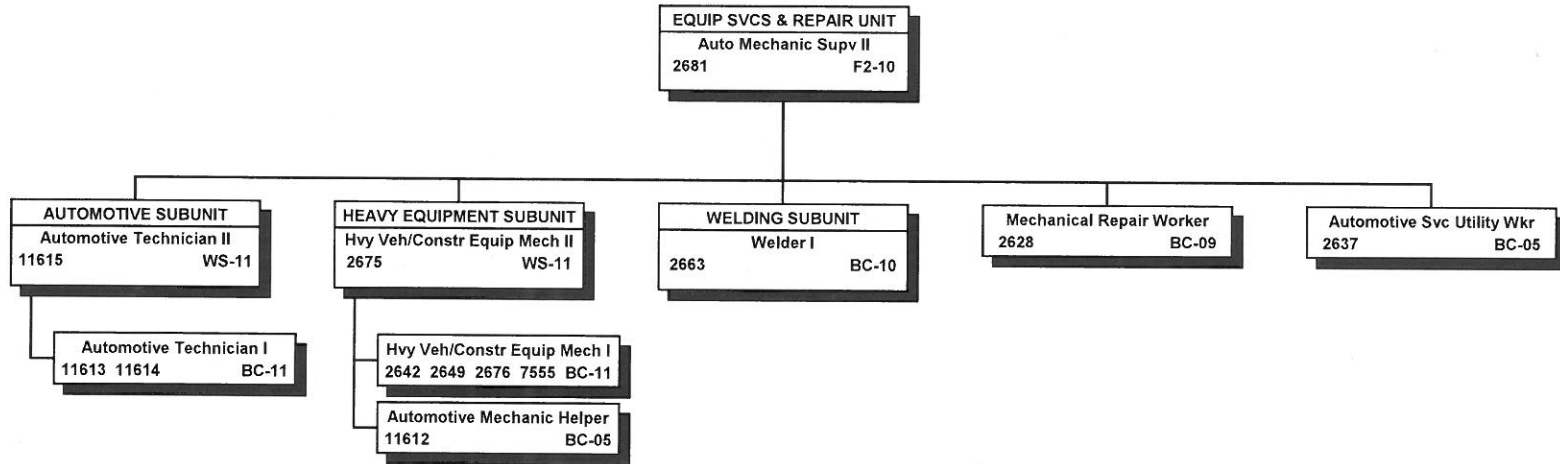 EQUIP SVCS & REPAIR UNIT
Auto Mechanic Supv II
2681 F2-10
AUTOMOTIVE SUBUNIT
Automotive Technician II
11615 WS-11
Automotive Technician I
11613 11614 BC-11
HEAVY EQUIPMENT SUBUNIT
Hvy Veh/Constr Equip Mech II
2675 WS-11
Hvy Veh/Constr Equip Mech I
2642 2649 2676 7555 BC-11
Automotive Mechanic Helper
11612 BC-05
WELDING SUBUNIT
Welder I
2663 BC-10
Mechanical Repair Worker
2628 BC-09
Automotive Svc Utility Wkr
2637 BC-05